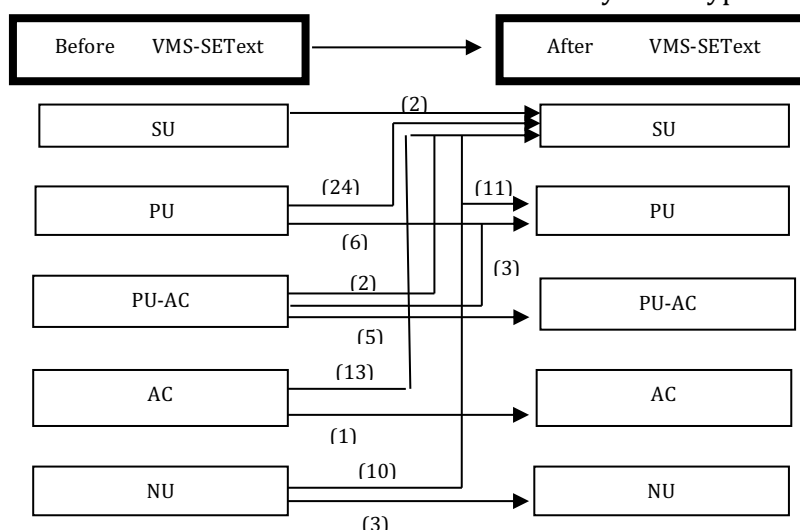 Before VMS-SEText
After VMS-SEText
(2)
SU
SU
(24)
(11)
PU
PU
(6)
(3)
(2)
PU-AC
PU-AC
(5)
(13)
AC
AC
(1)
(10)
NU
NU
(3)